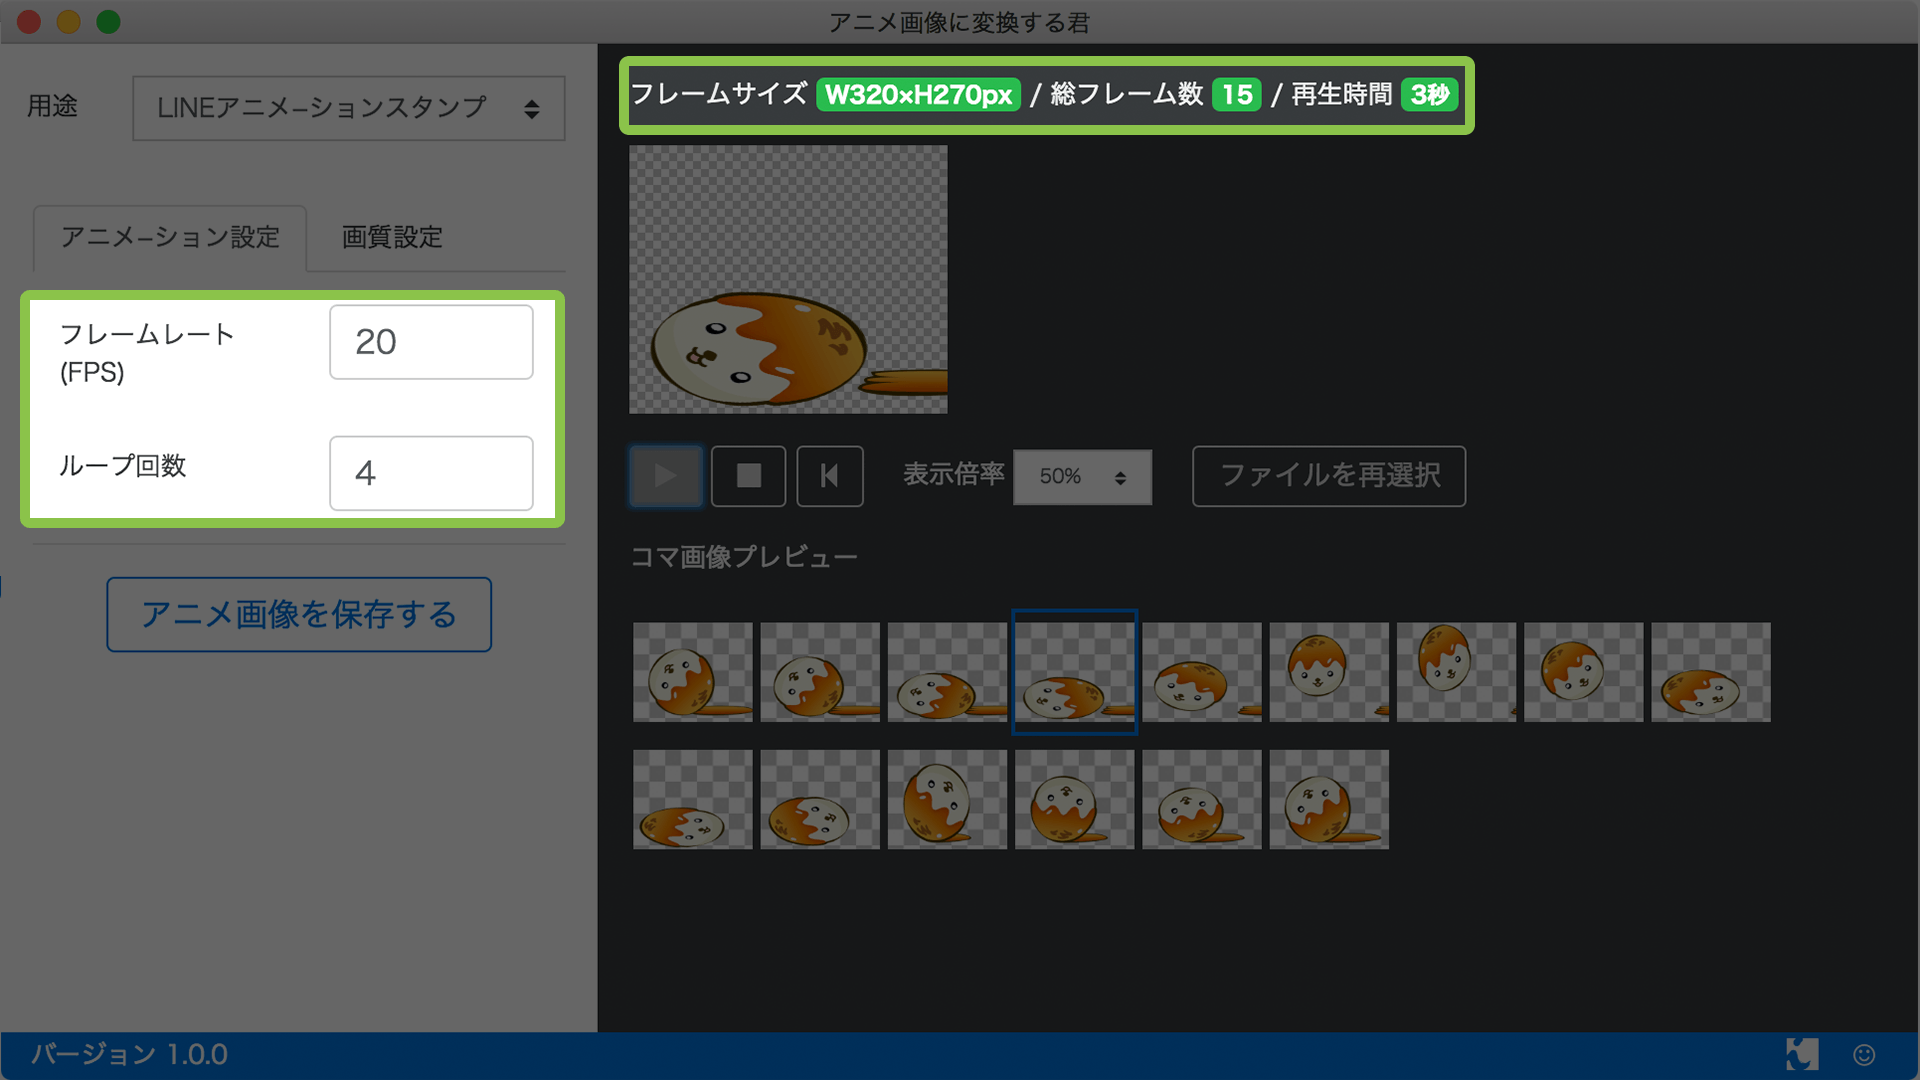 アニメ画像に変換する君
用途
LINEアニメーションスタンプ
アニメーション設定
画質設定
フレームレート
(FPS)
20
ループ回数
4
アニメ画像を保存する
フレームサイズ W320×H270px / 総フレーム数 15 / 再生時間 3秒
表示倍率
50%
ファイルを再選択
コマ画像プレビュー
バージョン 1.0.0